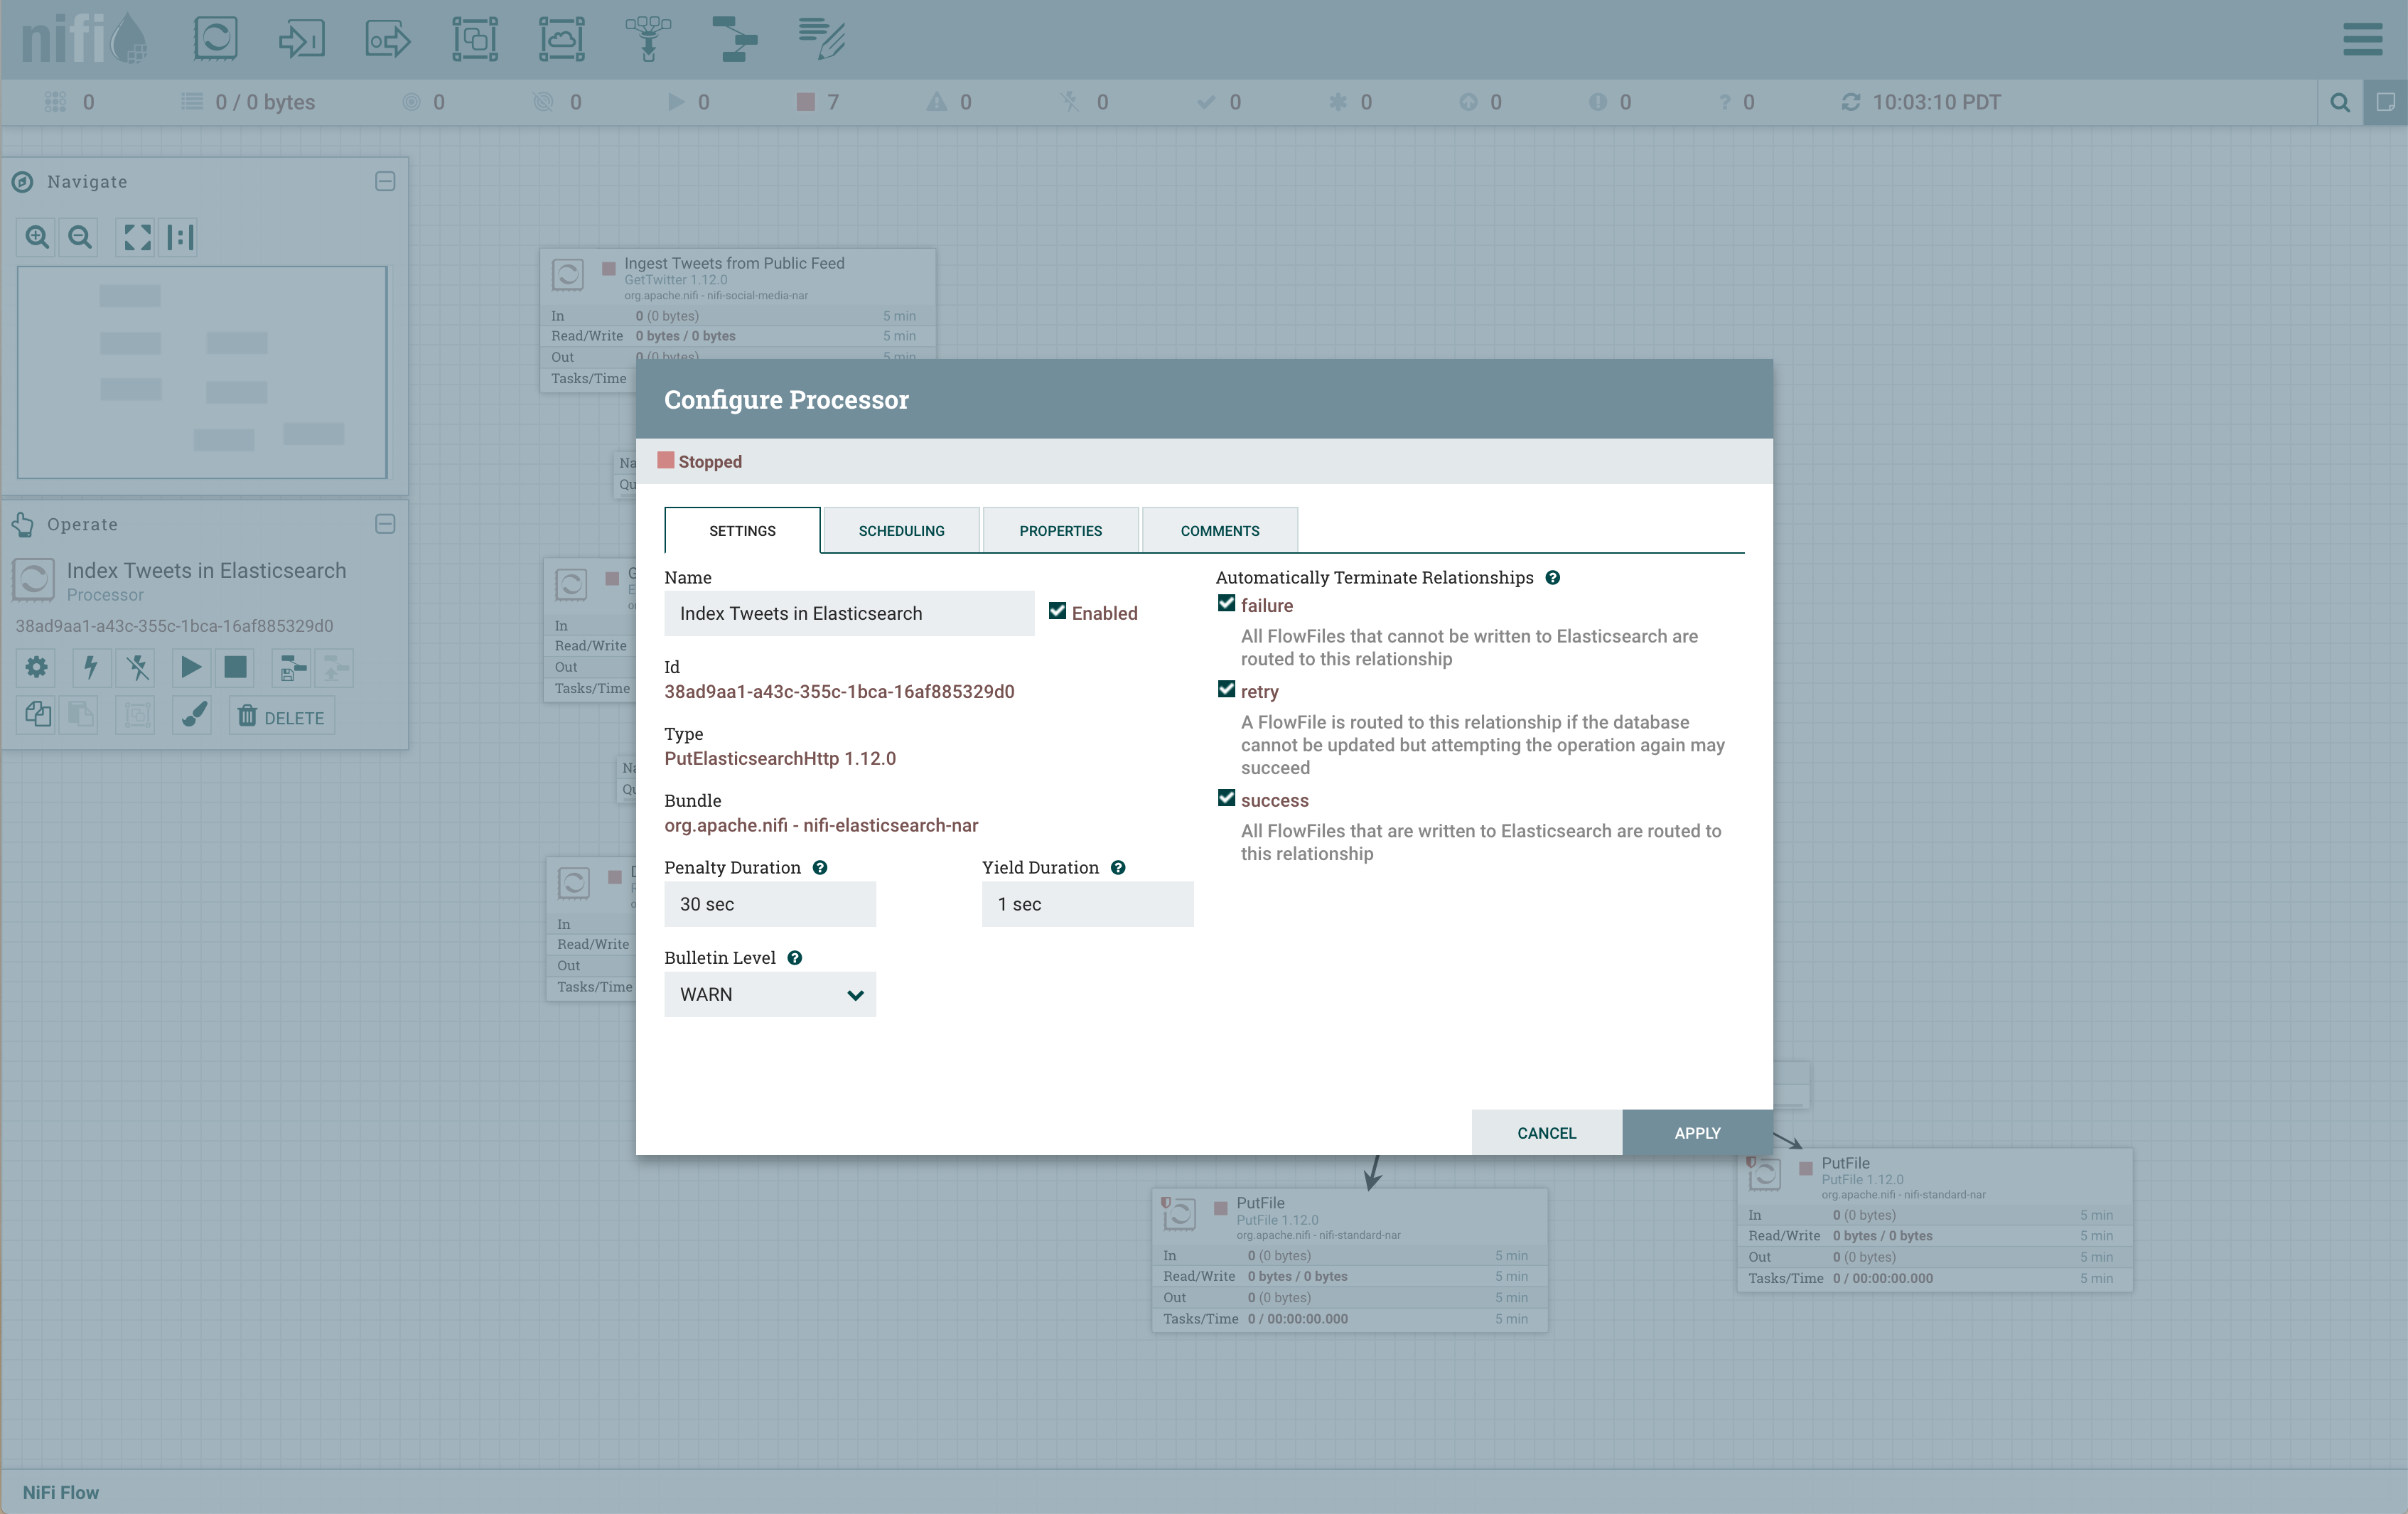 nifi
0
0 / 0 bytes
0
0
0
7
0
0
0
0
0
0
0
10:03:10 PDT
Navigate
Operate
Index Tweets in Elasticsearch
Processor
38ad9aa1-a43c-355c-1bca-16af885329d0
DELETE
Ingest Tweets from Public Feed
GetTwitter 1.12.0
org.apache.nifi - nifi-social-media-nar
In 0 (0 bytes) 5 min
Read/Write 0 bytes / 0 bytes 5 min
Out 0 (0 bytes) 5 min
Tasks/Time
In
Read/Write
Out
Tasks/Time
In
Read/Write
Out
Tasks/Time
Configure Processor
Stopped
SETTINGS
SCHEDULING
PROPERTIES
COMMENTS
Name
Index Tweets in Elasticsearch
Enabled
Id
38ad9aa1-a43c-355c-1bca-16af885329d0
Type
PutElasticsearchHttp 1.12.0
Bundle
org.apache.nifi - nifi-elasticsearch-nar
Penalty Duration
30 sec
Yield Duration
1 sec
Bulletin Level
WARN
Automatically Terminate Relationships
failure
All FlowFiles that cannot be written to Elasticsearch are
routed to this relationship
retry
A FlowFile is routed to this relationship if the database
cannot be updated but attempting the operation again may
succeed
success
All FlowFiles that are written to Elasticsearch are routed to
this relationship
CANCEL
APPLY
PutFile
PutFile 1.12.0
org.apache.nifi - nifi-standard-nar
In 0 (0 bytes) 5 min
Read/Write 0 bytes / 0 bytes 5 min
Out 0 (0 bytes) 5 min
Tasks/Time 0 / 00:00:00.000 5 min
PutFile
PutFile 1.12.0
org.apache.nifi - nifi-standard-nar
In 0 (0 bytes) 5 min
Read/Write 0 bytes / 0 bytes 5 min
Out 0 (0 bytes) 5 min
Tasks/Time 0 / 00:00:00.000 5 min
NiFi Flow